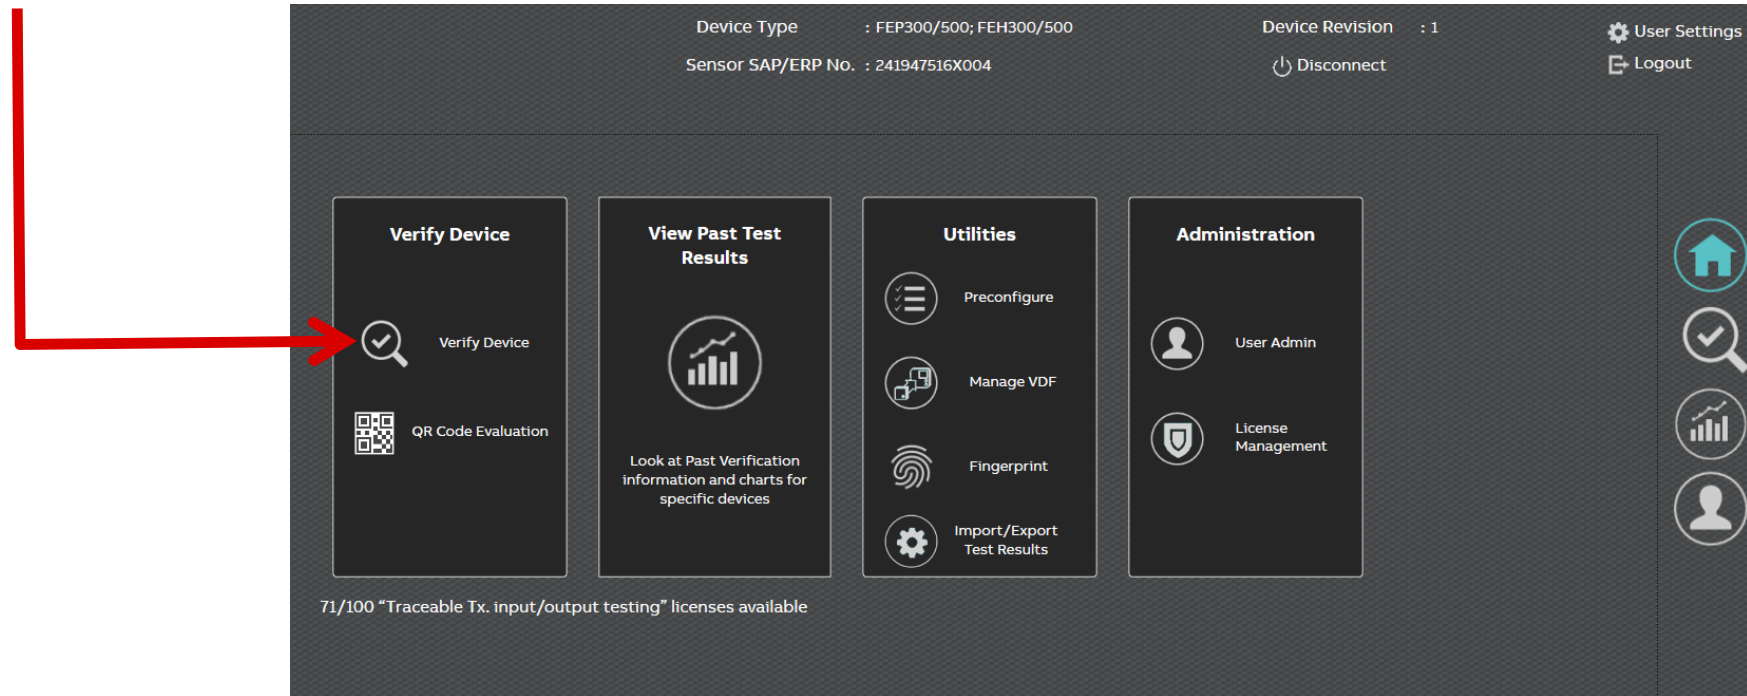 Device Type : FEP300/500; FEH300/500
Device Revision : 1
User Settings
Sensor SAP/ERP No. : 241947516X004
Disconnect
Logout
Verify Device
Verify Device
QR Code Evaluation
View Past Test
Results
Look at Past Verification
information and charts for
specific devices
Utilities
Preconfigure
Manage VDF
Fingerprint
Import/Export
Test Results
Administration
User Admin
License
Management
71/100 “Traceable Tx. input/output testing” licenses available